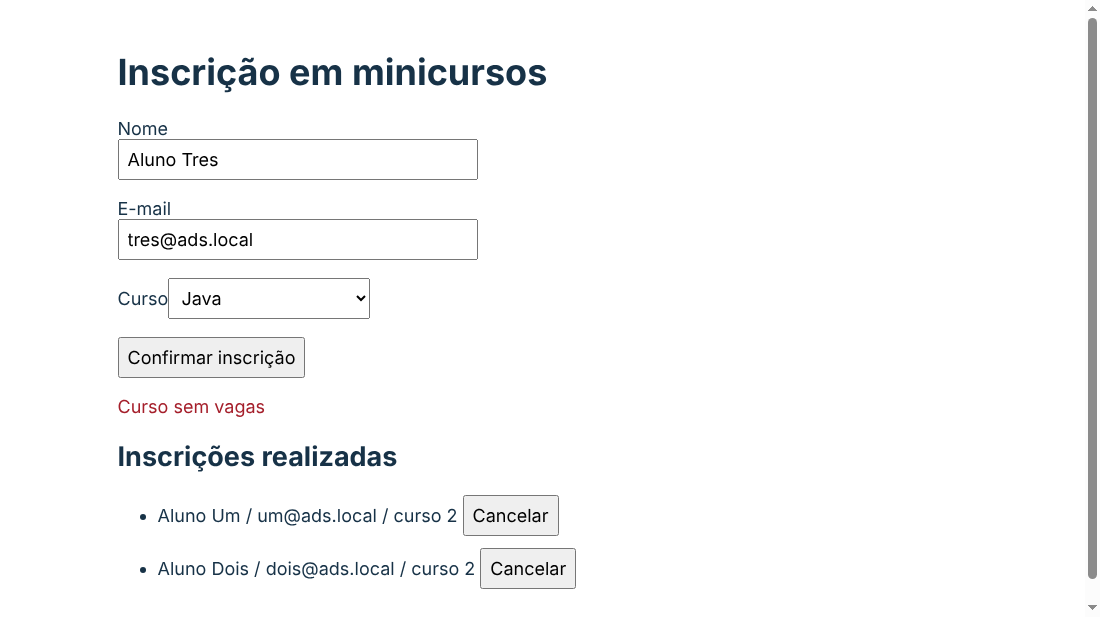 Inscrição em minicursos
Nome
Aluno Tres
E-mail
tres@ads.local
Curso Java
Confirmar inscrição
Curso sem vagas
Inscrições realizadas
Aluno Um / um@ads.local / curso 2 Cancelar
Aluno Dois / dois@ads.local / curso 2 Cancelar